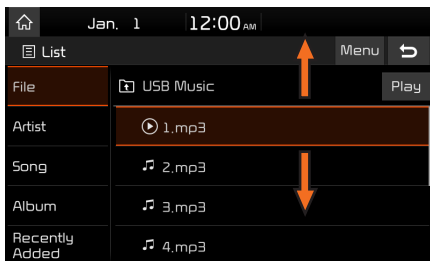 Jan. 1 12:00 AM
List Menu
File USB Music Play
Artist 1.mp3
Song 2.mp3
Album 3.mp3
Recently
Added 4.mp3